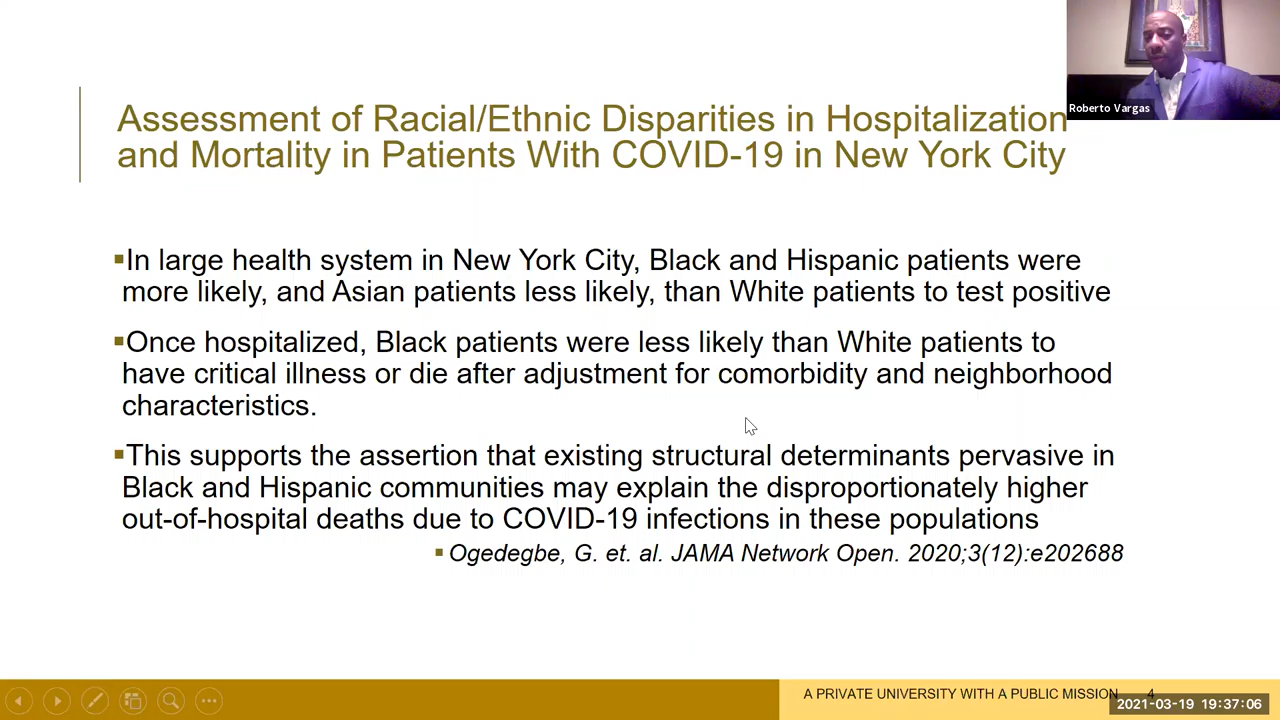 Roberto Vargas
Assessment of Racial/Ethnic Disparities in Hospitalization
and Mortality in Patients With COVID-19 in New York City
▪In large health system in New York City, Black and Hispanic patients were
more likely, and Asian patients less likely, than White patients to test positive
▪Once hospitalized, Black patients were less likely than White patients to
have critical illness or die after adjustment for comorbidity and neighborhood
characteristics.
▪This supports the assertion that existing structural determinants pervasive in
Black and Hispanic communities may explain the disproportionately higher
out-of-hospital deaths due to COVID-19 infections in these populations
▪ Ogedegbe, G. et. al. JAMA Network Open. 2020;3(12):e202688
A PRIVATE UNIVERSITY WITH A PUBLIC MISSION 4
2021-03-19 19:37:06